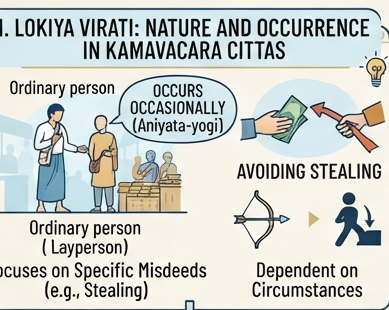 I. LOKIYA VIRATI: NATURE AND OCCURRENCE
IN KAMAVACARA CITTAS
Ordinary person
OCCURS
OCCASIONALLY
(Aniyata-yogi)
AVOIDING STEALING
Ordinary person
( Layperson)
ocuses on Specific Misdeeds
(e.g., Stealing)
Dependent on
Circumstances